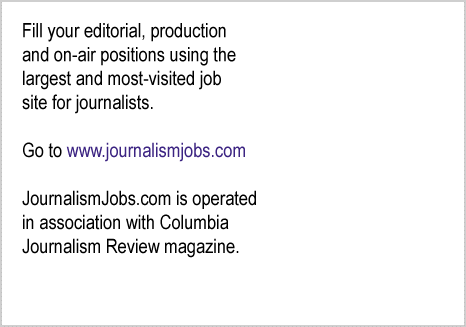 Fill your editorial, production
and on-air positions using the
largest and most-visited job
site for journalists.
Go to www.journalismjobs.com
JournalismJobs.com is operated
in association with Columbia
Journalism Review magazine.